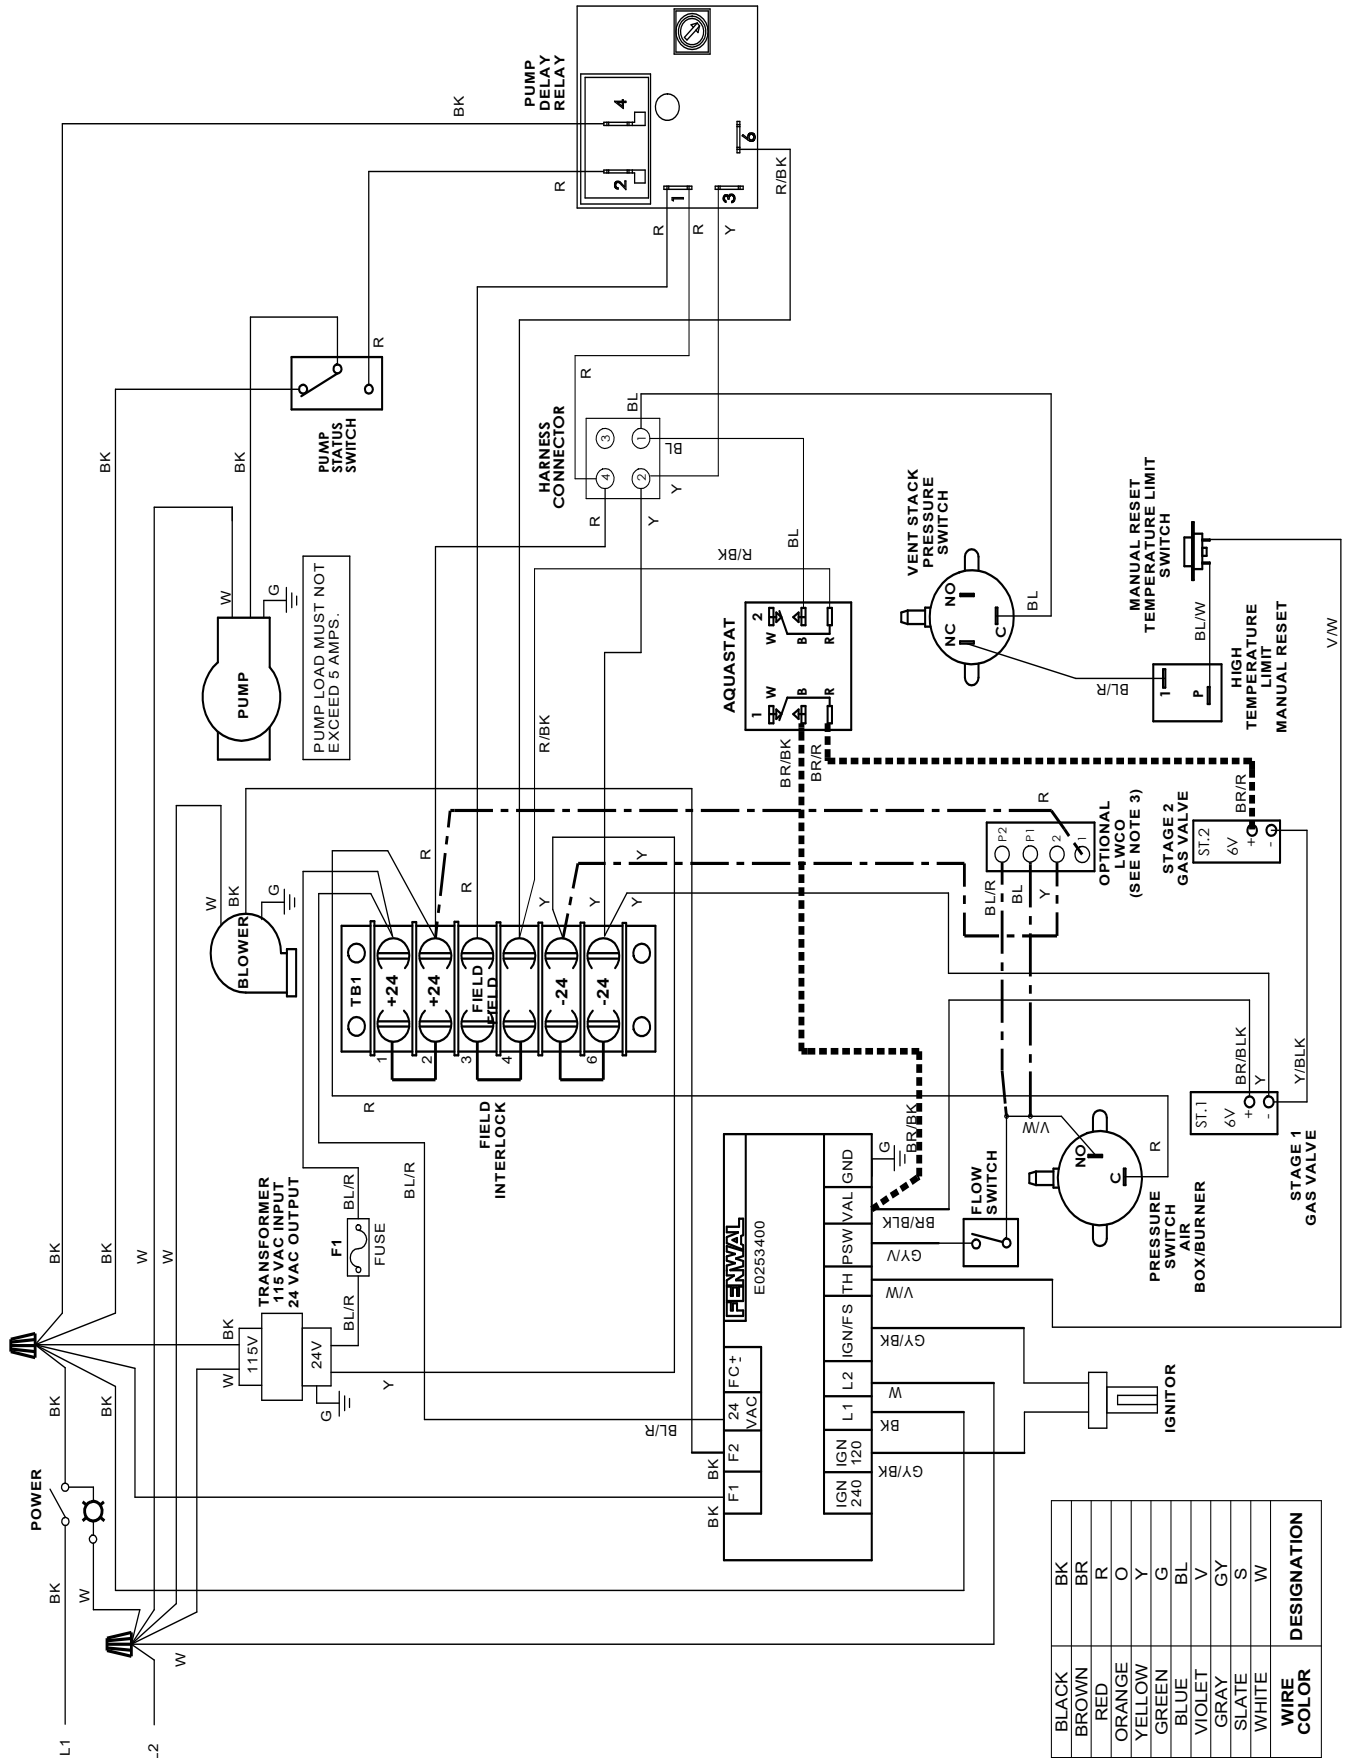 L1
L2
BK
W
W
POWER
BK
BK
BK
BK
W
W
BK
W
115V
24V
G
Y
TRANSFORMER
115 VAC INPUT
24 VAC OUTPUT
BL/R
F1
FUSE
BL/R
BL/R
R
FIELD
INTERLOCK
1
2
3
4
6
TB1
+24
+24
FIELD
FIELD
-24
-24
BLOWER
W
BK
G
PUMP
W
G
PUMP LOAD MUST NOT
EXCEED 5 AMPS.
BK
BK
PUMP
STATUS
SWITCH
R
BK
R
PUMP
DELAY
RELAY
2
4
1
3
6
R
R
Y
R/BK
R
R
Y
Y
Y
Y
R/BK
HARNESS
CONNECTOR
4
3
2
1
R
R
Y
Y
BL
BL
R/BK
BL
AQUASTAT
1
W
B
R
2
W
B
R
BR/BK
BR/R
VENT STACK
PRESSURE
SWITCH
NC
NO
C
BL
BL/R
MANUAL RESET
TEMPERATURE LIMIT
SWITCH
BL/W
1
P
HIGH
TEMPERATURE
LIMIT
MANUAL RESET
V/W
R
P2
P1
2
1
OPTIONAL
LWCO
(SEE NOTE 3)
BL/R
BL
Y
STAGE 2
GAS VALVE
ST.2
6V
+
-
BR/R
BR/BLK
Y
Y/BLK
ST.1
6V
+
-
STAGE 1
GAS VALVE
V/W
NO
C
R
PRESSURE
SWITCH
AIR
BOX/BURNER
FLOW
SWITCH
G
BR/BK
BR/BLK
GY/V
V/W
GY/BK
W
BK
GY/BK
FENWAL
E0253400
F1
F2
24
VAC
FC±
IGN
240
IGN
120
L1
L2
IGN/FS
TH
PSW
VAL
GND
BK
BK
BL/R
IGNITOR
BLACK BK
BROWN BR
RED R
ORANGE O
YELLOW Y
GREEN G
BLUE BL
VIOLET V
GRAY GY
SLATE S
WHITE W
WIRE
COLOR DESIGNATION